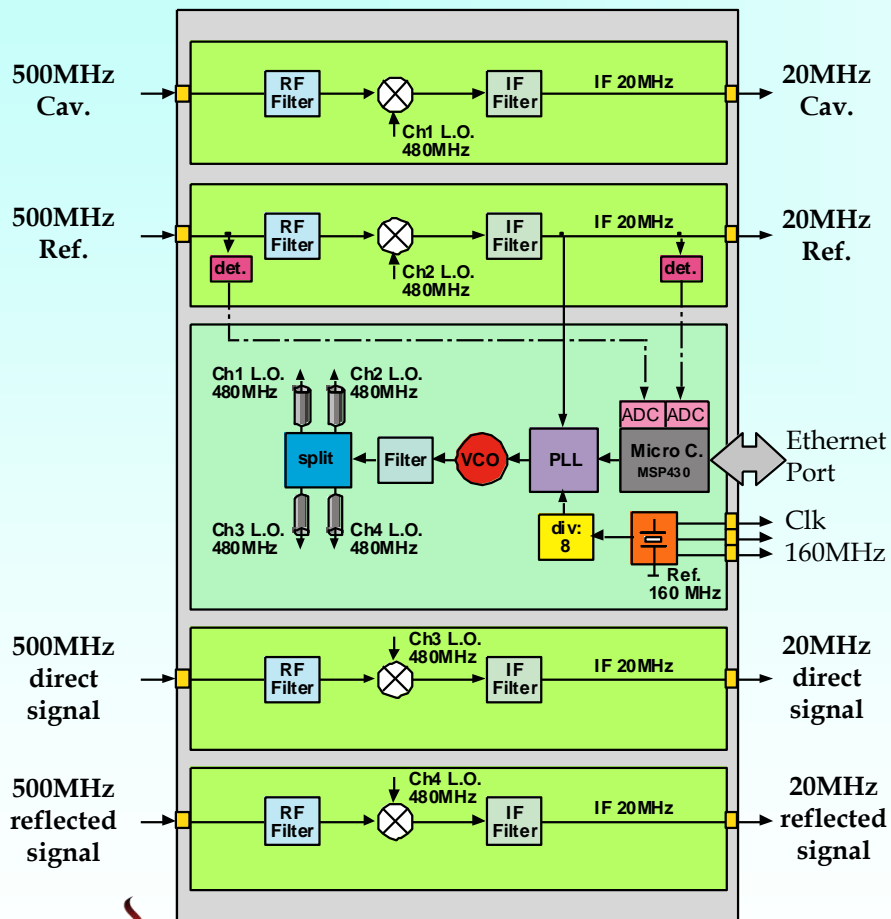 500MHz
Cav.
RF
Filter
Ch1 L.O.
480MHz
IF
Filter
IF 20MHz
20MHz
Cav.
500MHz
Ref.
RF
Filter
Ch2 L.O.
480MHz
IF
Filter
IF 20MHz
20MHz
Ref.
det.
det.
Ch1 L.O.
480MHz
Ch2 L.O.
480MHz
ADC
ADC
split
Filter
VCO
PLL
Micro C.
MSP430
Ethernet
Port
Ch3 L.O.
480MHz
Ch4 L.O.
480MHz
div:
8
Ref.
160 MHz
Clk
160MHz
500MHz
direct
signal
RF
Filter
Ch3 L.O.
480MHz
IF
Filter
IF 20MHz
20MHz
direct
signal
500MHz
reflected
signal
RF
Filter
Ch4 L.O.
480MHz
IF
Filter
IF 20MHz
20MHz
reflected
signal